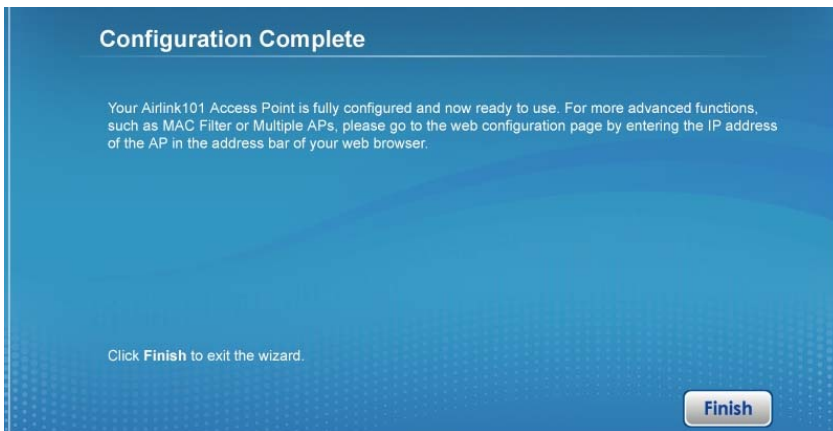 Configuration Complete
Your Airlink101 Access Point is fully configured and now ready to use. For more advanced functions,
such as MAC Filter or Multiple APs, please go to the web configuration page by entering the IP address
of the AP in the address bar of your web browser.
Click Finish to exit the wizard.
Finish